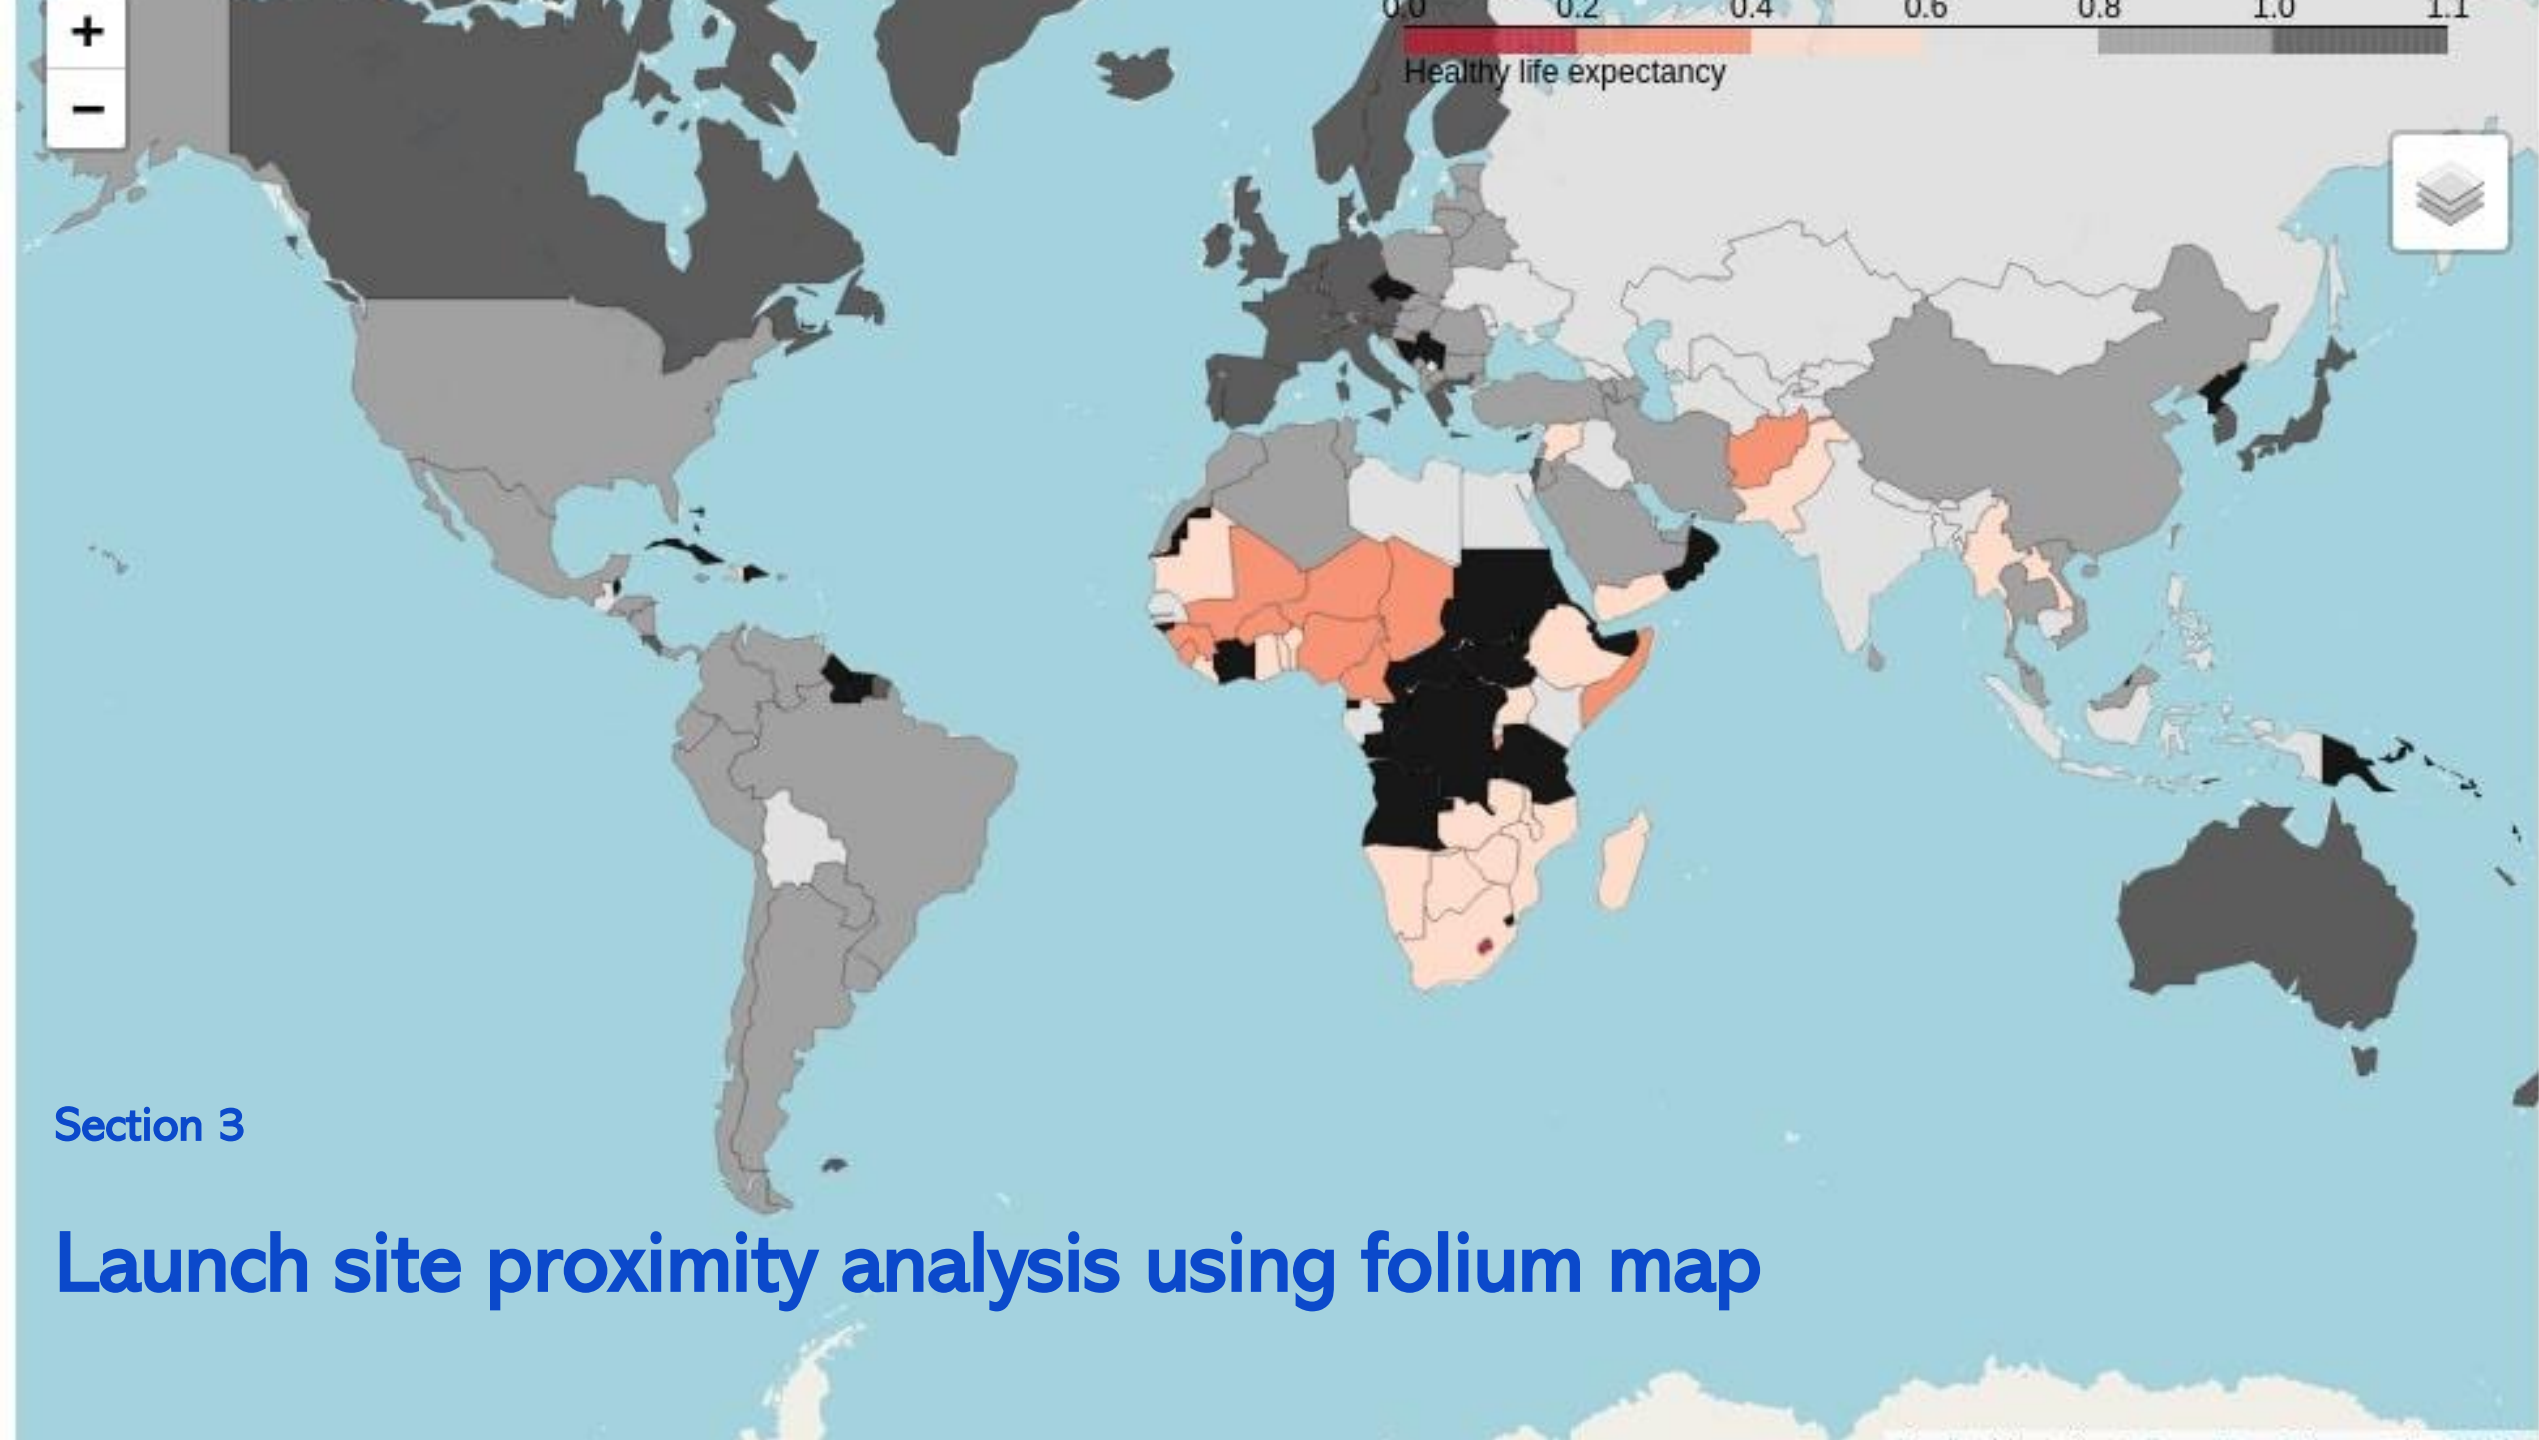 +
−
0.0 0.2 0.4 0.6 0.8 1.0 1.1
Healthy life expectancy
Section 3
Launch site proximity analysis using folium map